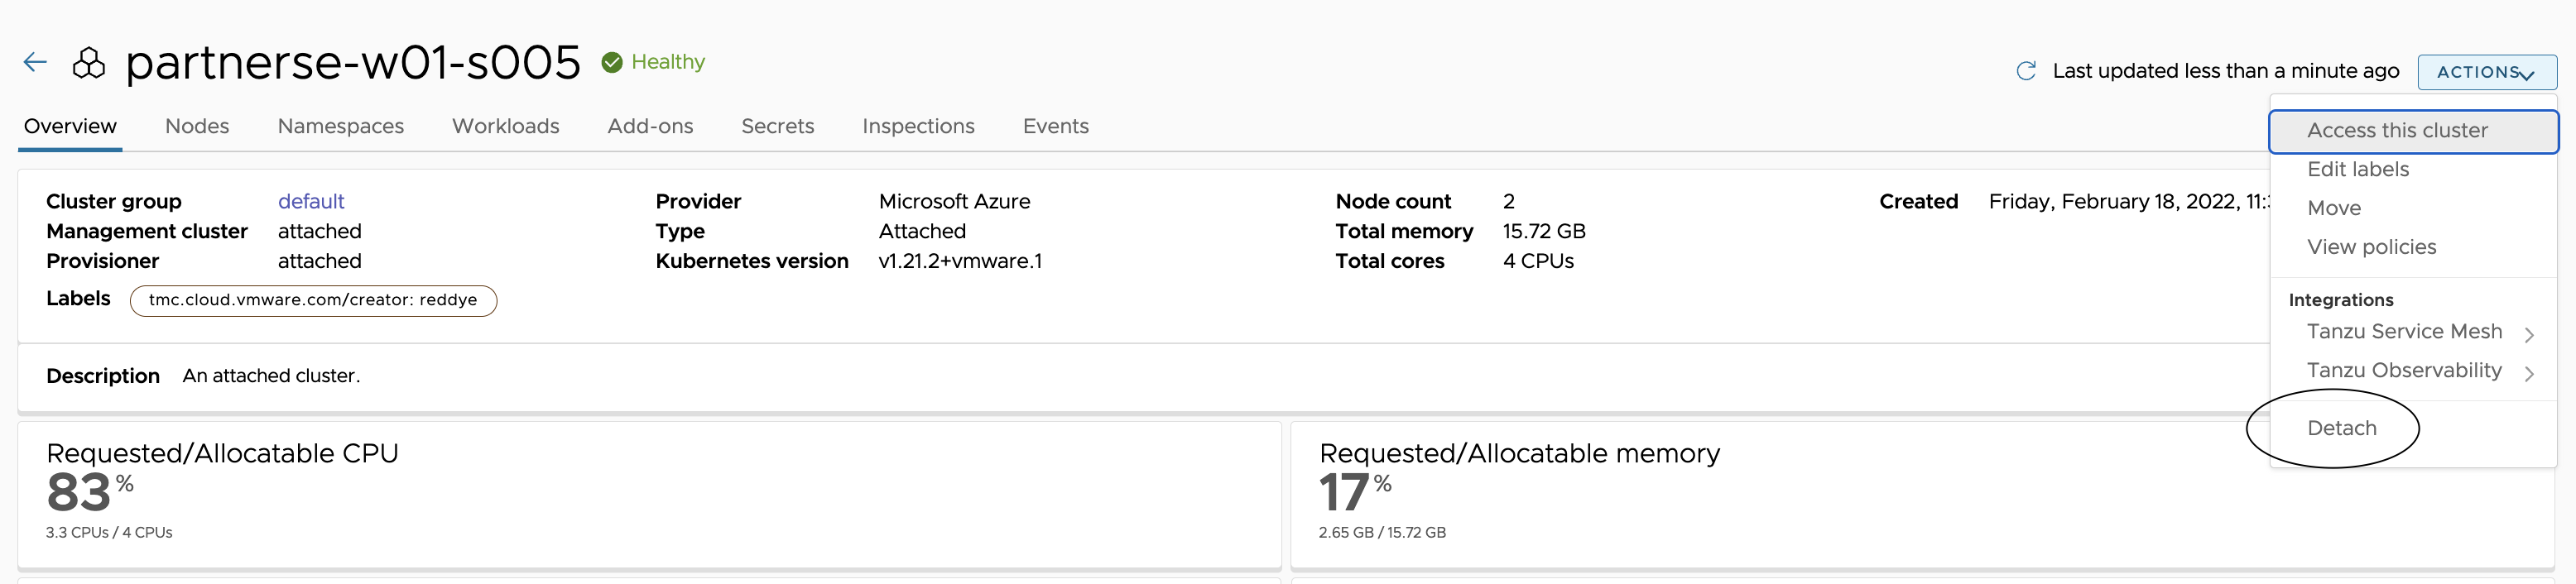 partnerse-w01-s005 Healthy
Last updated less than a minute ago ACTIONS
Overview Nodes Namespaces Workloads Add-ons Secrets Inspections Events
Cluster group default
Management cluster attached
Provisioner attached
Labels tmc.cloud.vmware.com/creator: reddye
Provider Microsoft Azure
Type Attached
Kubernetes version v1.21.2+vmware.1
Node count 2
Total memory 15.72 GB
Total cores 4 CPUs
Created Friday, February 18, 2022, 11:
Description An attached cluster.
Requested/Allocatable CPU
83 %
3.3 CPUs / 4 CPUs
Requested/Allocatable memory
17 %
2.65 GB / 15.72 GB
Access this cluster
Edit labels
Move
View policies
Integrations
Tanzu Service Mesh
Tanzu Observability
Detach